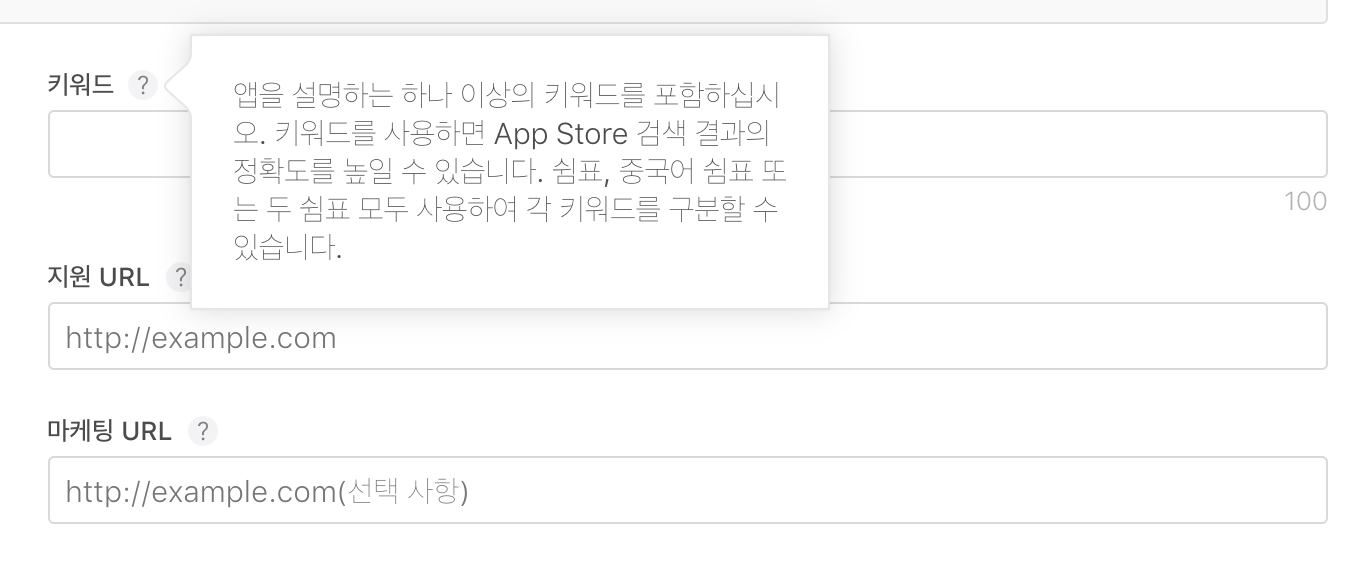 키워드 ?
앱을 설명하는 하나 이상의 키워드를 포함하십시
오. 키워드를 사용하면 App Store 검색 결과의
정확도를 높일 수 있습니다. 쉼표, 중국어 쉼표 또
는 두 쉼표 모두 사용하여 각 키워드를 구분할 수
있습니다.
100
지원 URL ?
http://example.com
마케팅 URL ?
http://example.com(선택 사항)